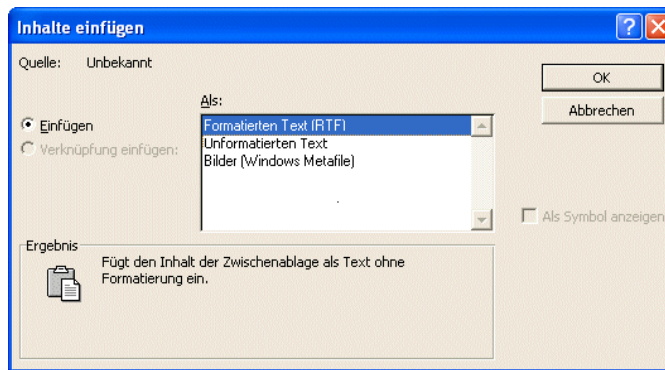 Inhalte einfügen
Quelle: Unbekannt
OK
Abbrechen
Als:
Einfügen
Verknüpfung einfügen:
Formatierten Text (RTF)
Unformatierten Text
Bilder (Windows Metafile)
Als Symbol anzeigen
Ergebnis
Fügt den Inhalt der Zwischenablage als Text ohne
Formatierung ein.